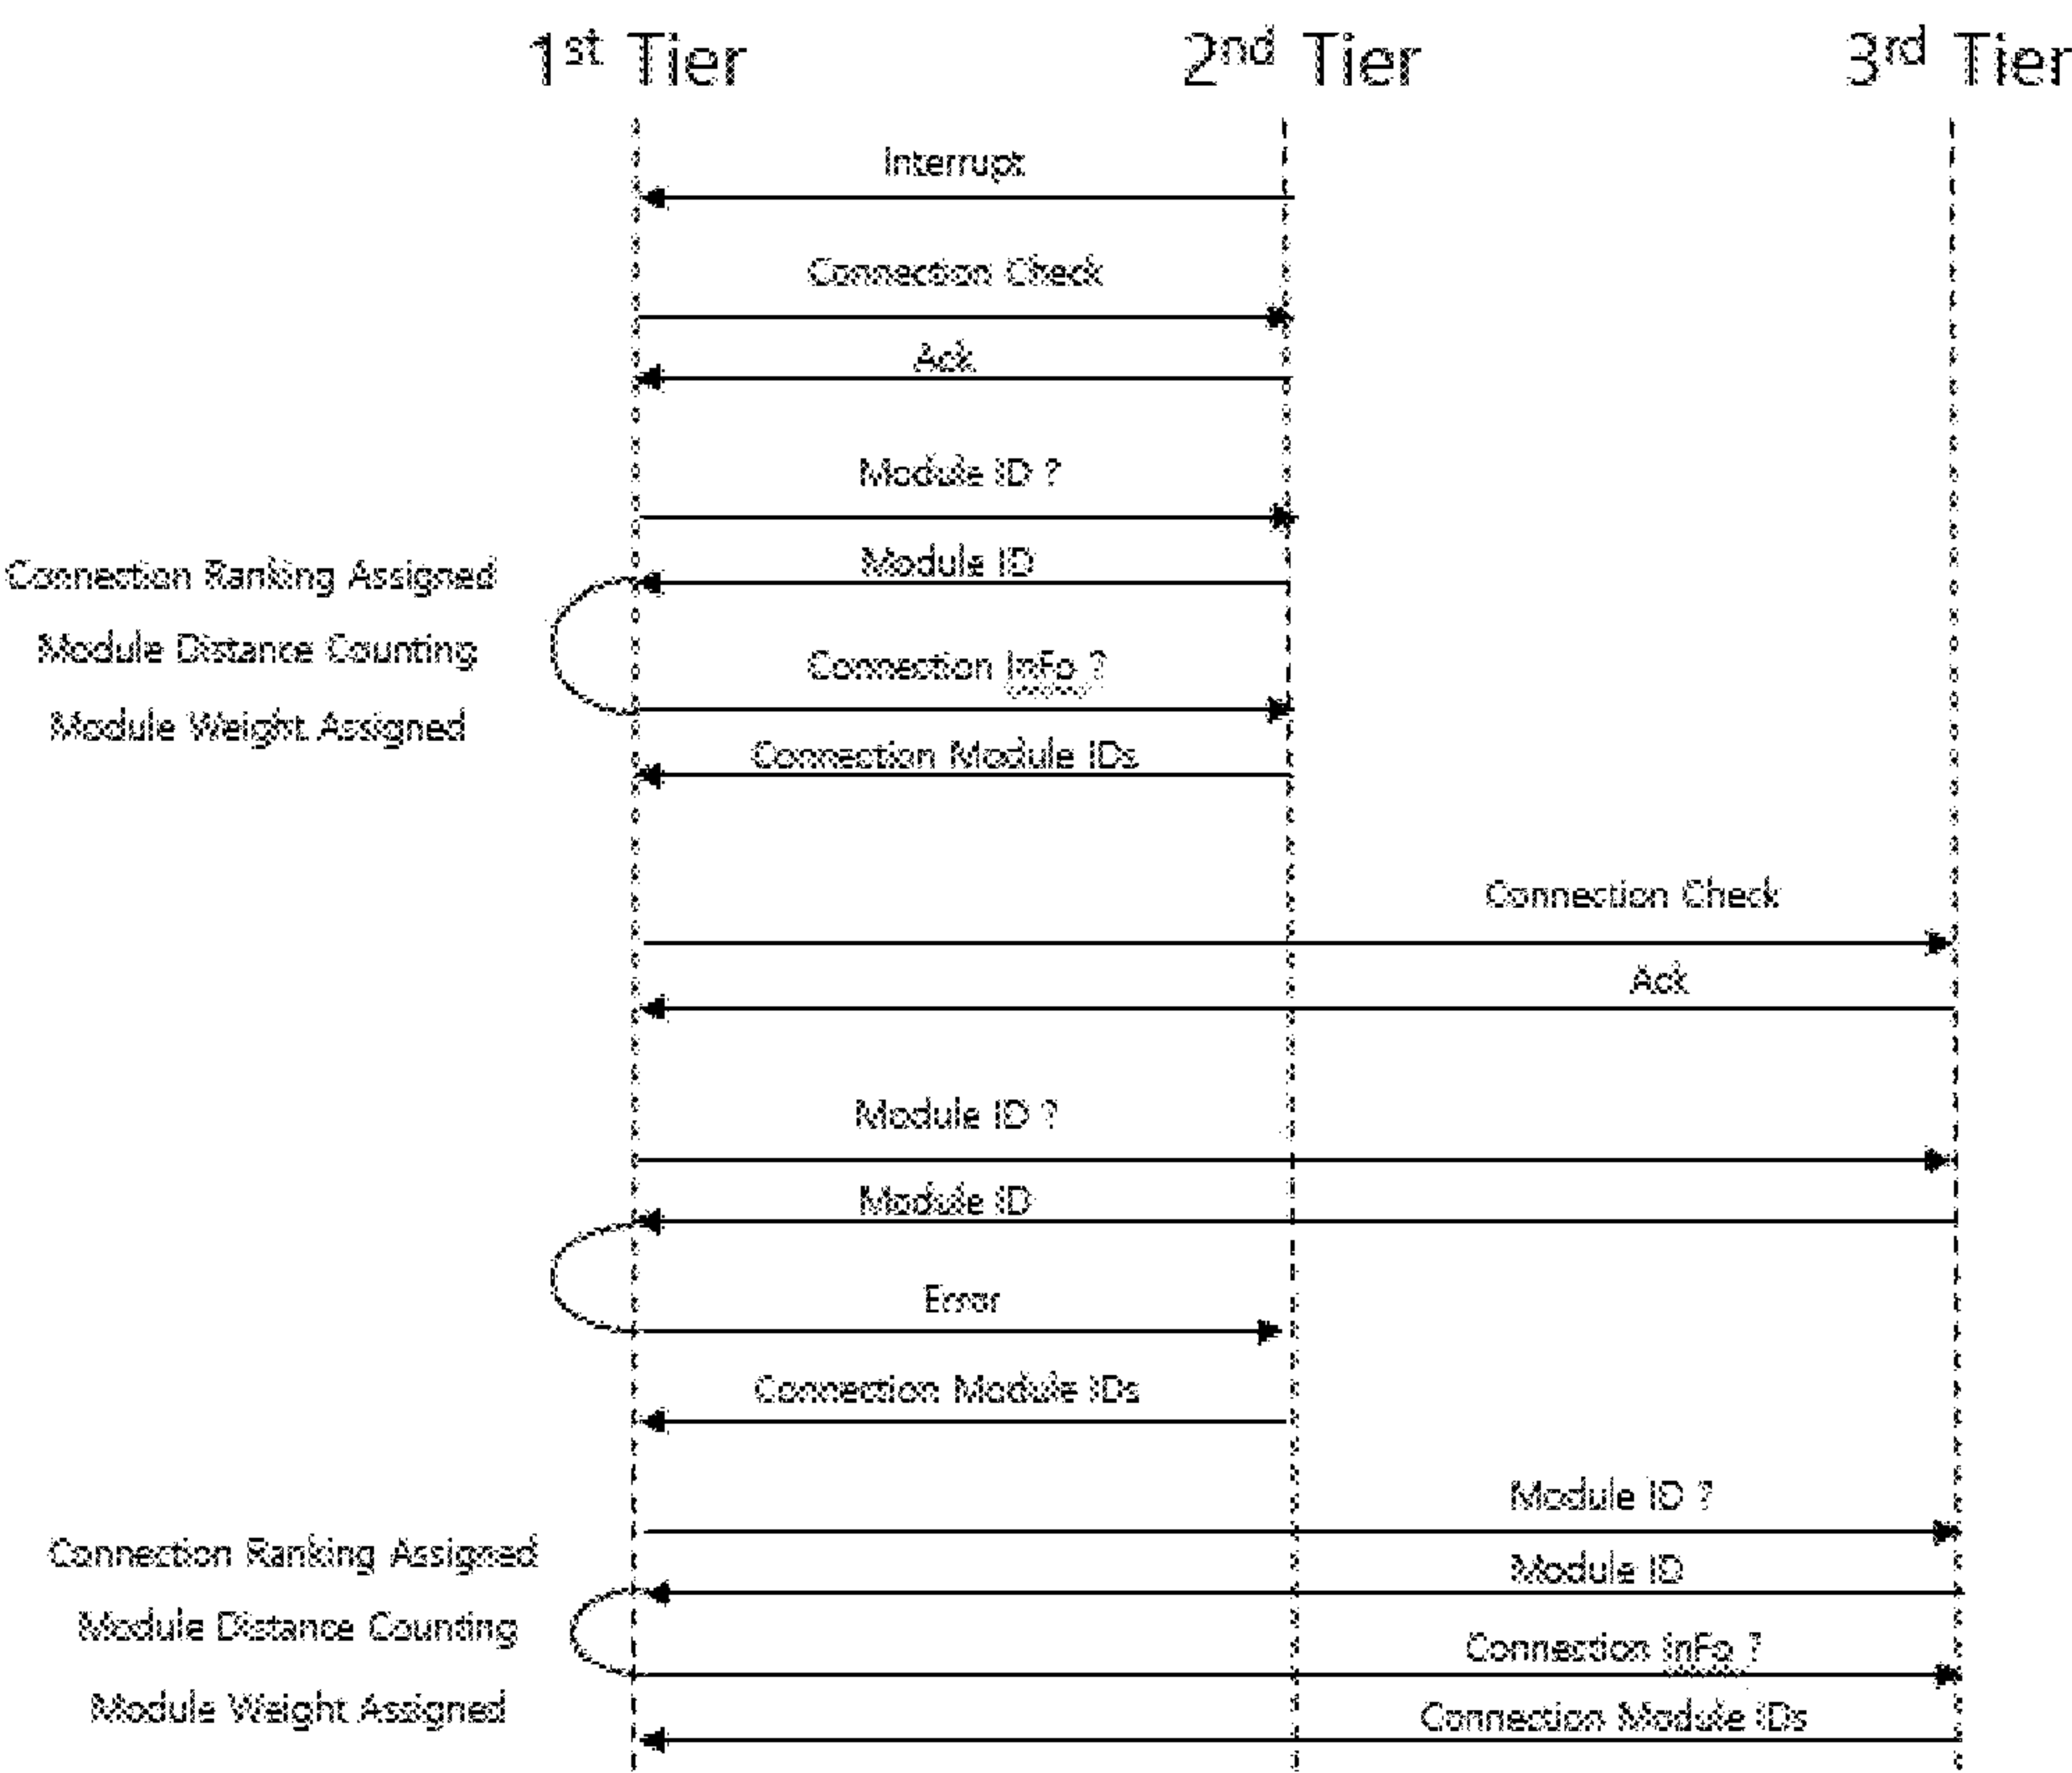 1st Tier 2nd Tier 3rd Tier
Interrupt
Connection Check
Ack
Module ID ?
Module ID
Connection Ranking Assigned
Module Distance Counting
Connection InFo ?
Module Weight Assigned
Connection Module IDs
Connection Check
Ack
Module ID ?
Module ID
Error
Connection Module IDs
Module ID ?
Connection Ranking Assigned
Module ID
Module Distance Counting
Connection InFo ?
Module Weight Assigned
Connection Module IDs